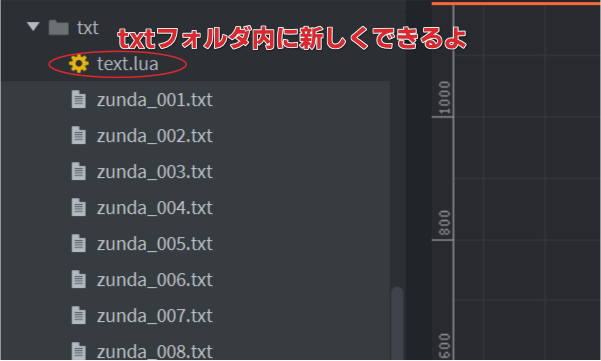 txt
txtフォルダ内に新しくできるよ
text.lua
zunda_001.txt
zunda_002.txt
zunda_003.txt
zunda_004.txt
zunda_005.txt
zunda_006.txt
zunda_007.txt
zunda_008.txt
1000
800
600